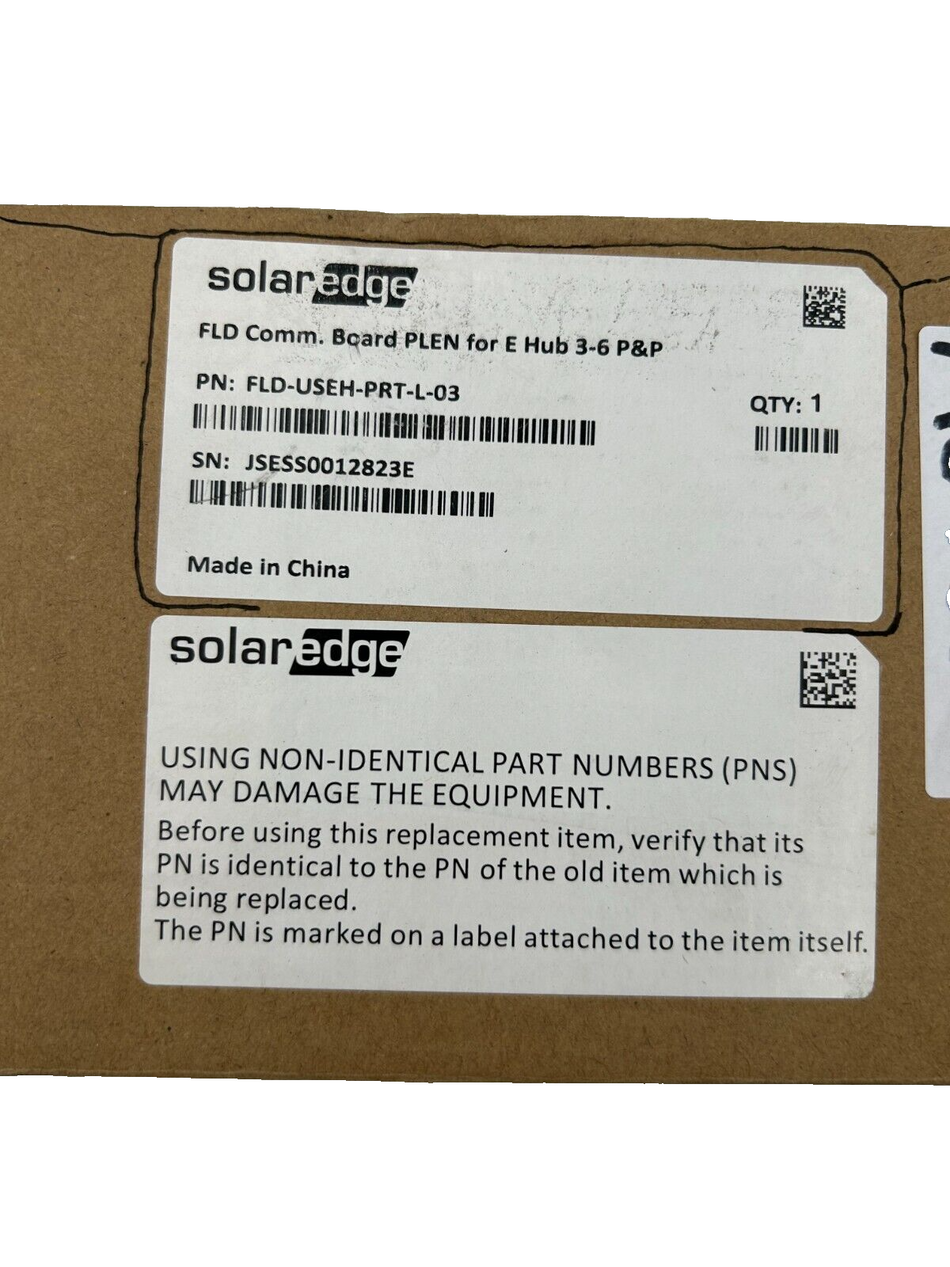 solaredge
FLD Comm. Board PLEN for E Hub 3-6 P&P
PN: FLD-USEH-PRT-L-03
QTY: 1
SN: JSESS0012823E
Made in China
solaredge
USING NON-IDENTICAL PART NUMBERS (PNS)
MAY DAMAGE THE EQUIPMENT.
Before using this replacement item, verify that its
PN is identical to the PN of the old item which is
being replaced.
The PN is marked on a label attached to the item itself.